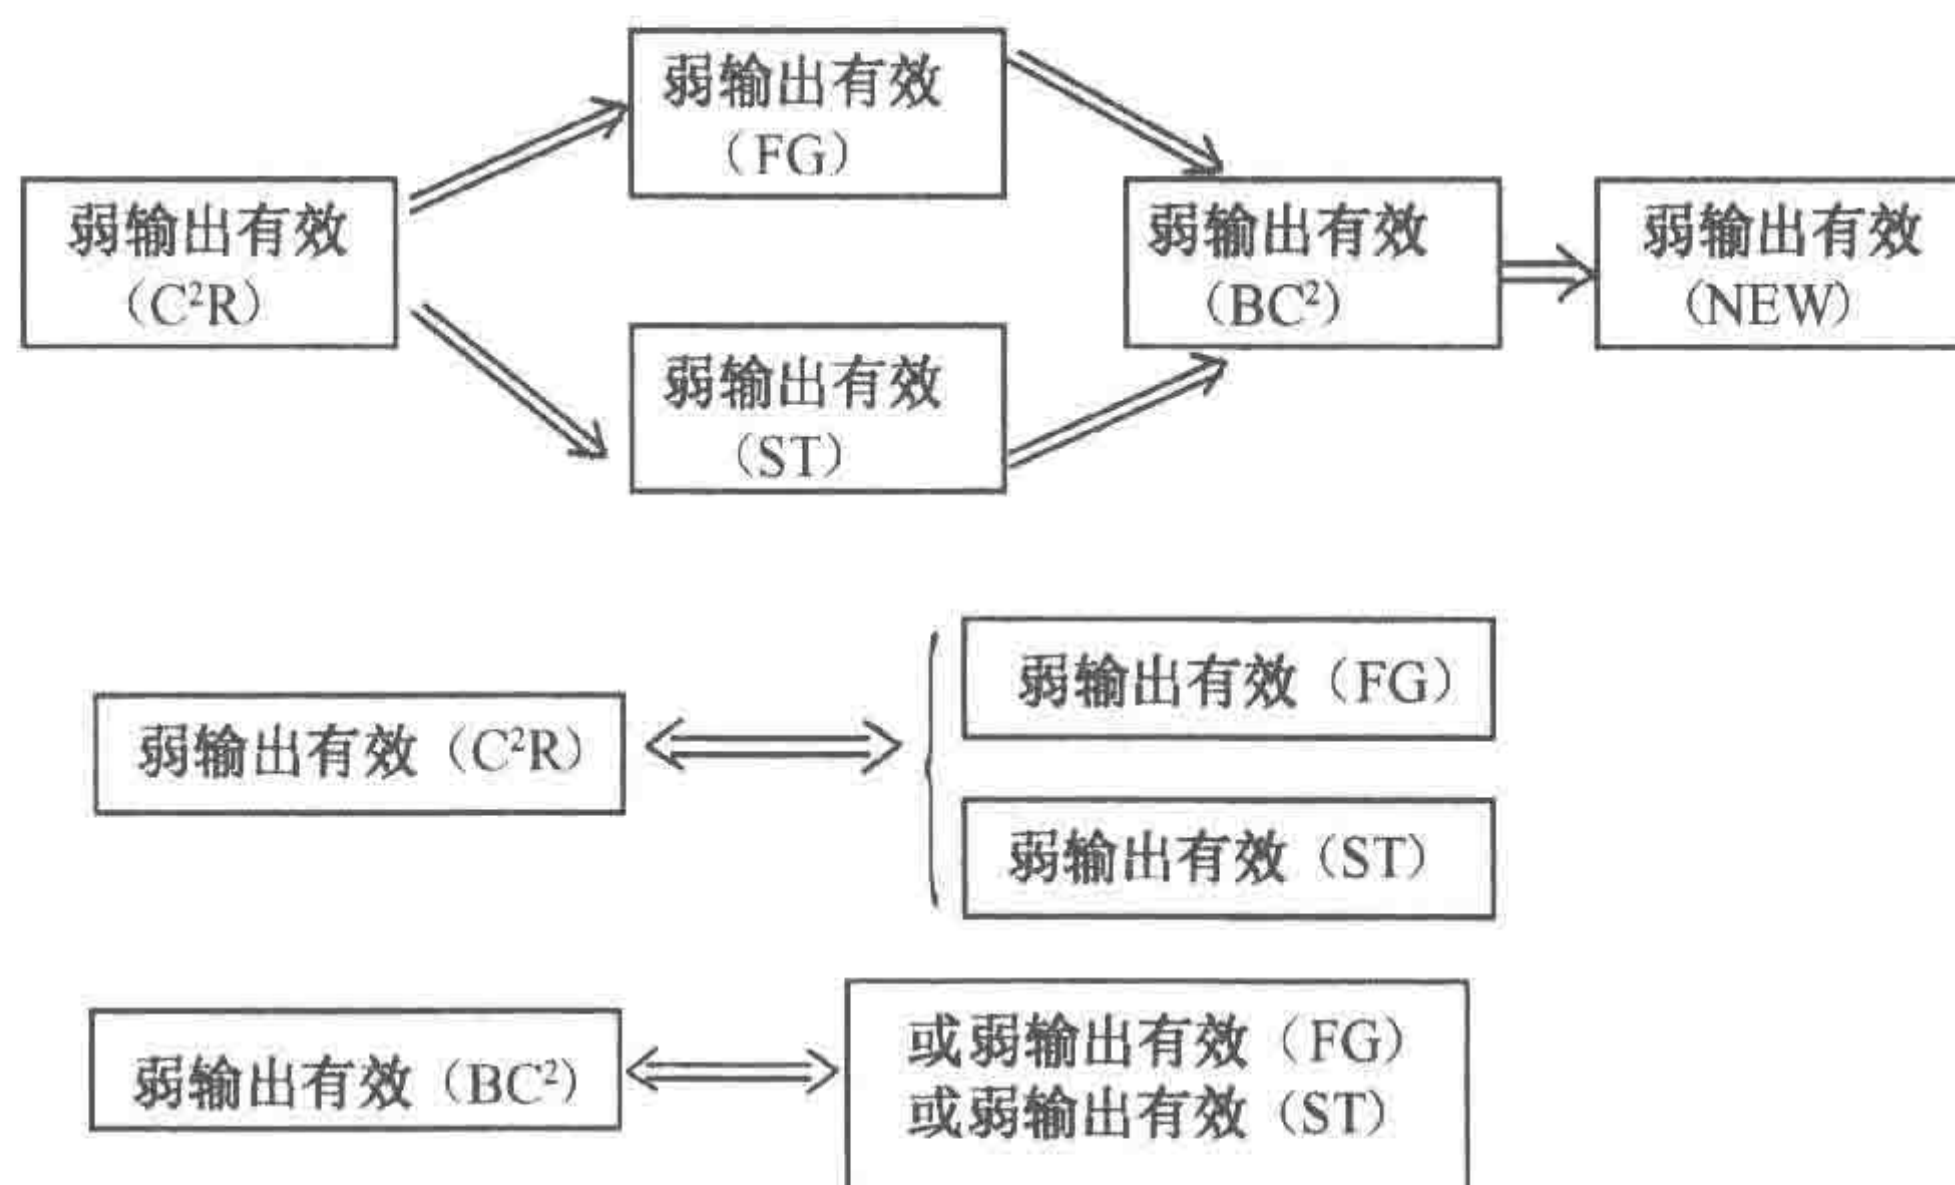 弱输出有效
（FG）
弱输出有效
（C²R）
弱输出有效
（ST）
弱输出有效
（BC²）
弱输出有效
（NEW）
弱输出有效（C²R）
弱输出有效（FG）
弱输出有效（ST）
弱输出有效（BC²）
或弱输出有效（FG）
或弱输出有效（ST）